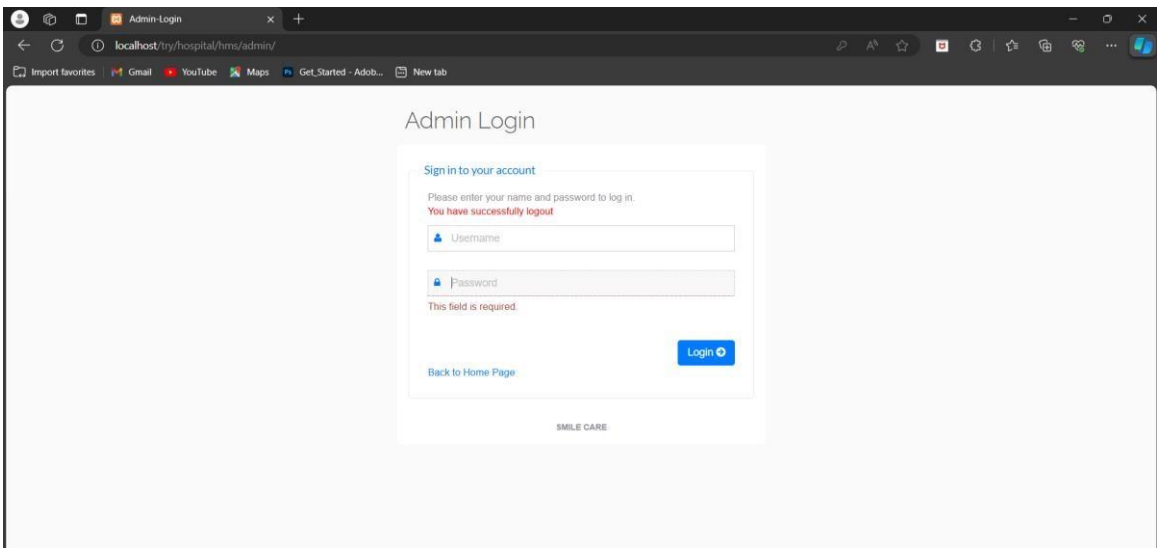 Admin-Login
localhost/try/hospital/hms/admin/
Import favorites Gmail YouTube Maps Get_Started - Adob... New tab
Admin Login
Sign in to your account
Please enter your name and password to log in.
You have successfully logout
Username
Password
This field is required.
Login
Back to Home Page
SMILE CARE